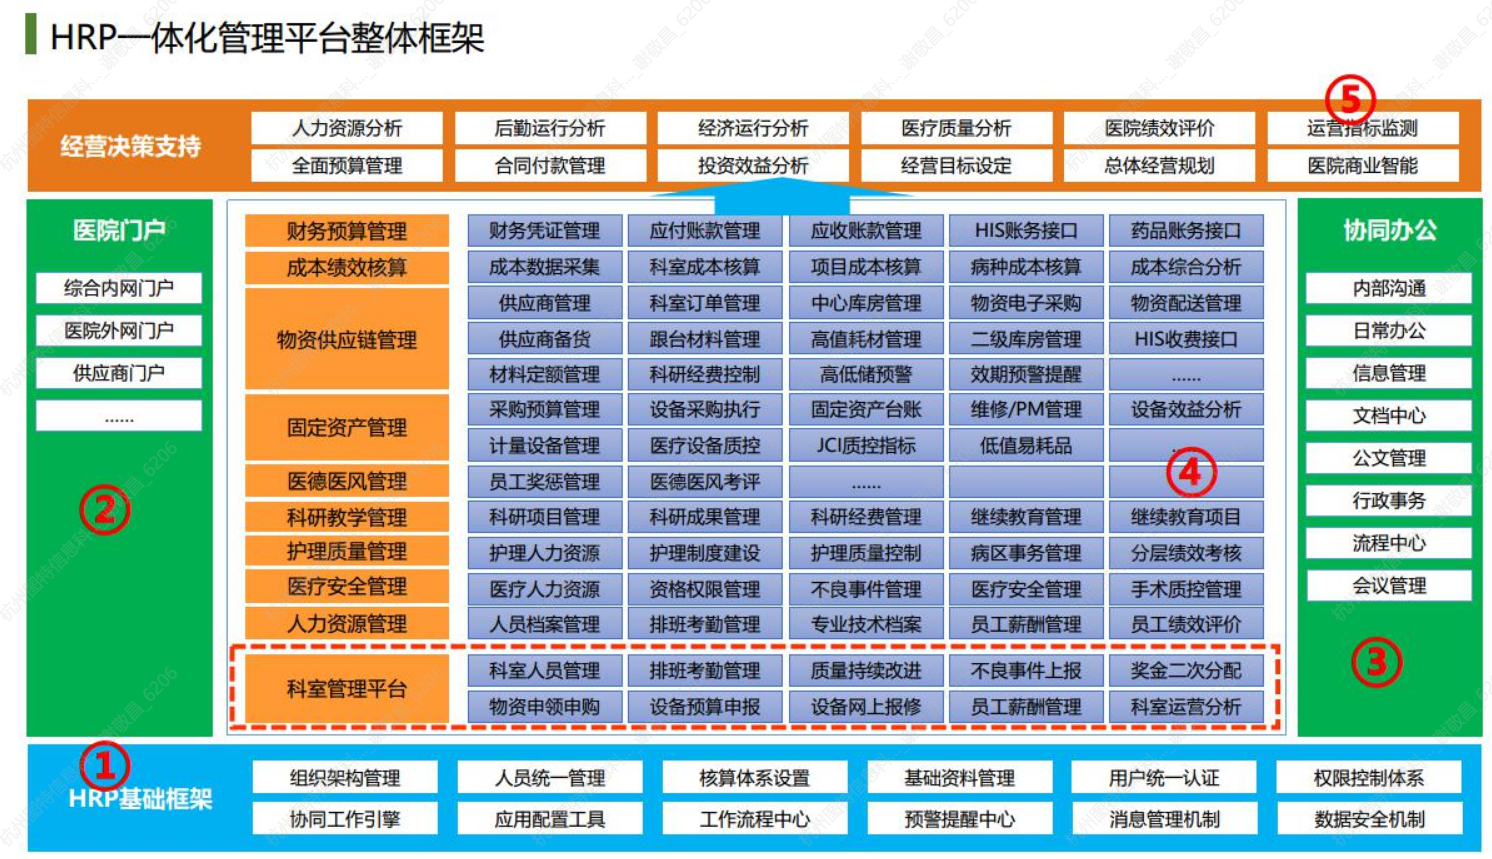 HRP一体化管理平台整体框架
⑤
经营决策支持
人力资源分析 后勤运行分析 经济运行分析 医疗质量分析 医院绩效评价 运营指标监测
全面预算管理 合同付款管理 投资效益分析 经营目标设定 总体经营规划 医院商业智能
医院门户
综合内网门户
医院外网门户
供应商门户
......
②
财务预算管理 财务凭证管理 应付账款管理 应收账款管理 HIS账务接口 药品账务接口
成本绩效核算 成本数据采集 科室成本核算 项目成本核算 病种成本核算 成本综合分析
物资供应链管理
供应商管理 科室订单管理 中心库房管理 物资电子采购 物资配送管理
供应商备货 跟台材料管理 高值耗材管理 二级库房管理 HIS收费接口
材料定额管理 科研经费控制 高低储预警 效期预警提醒 ......
固定资产管理
采购预算管理 设备采购执行 固定资产台账 维修/PM管理 设备效益分析
计量设备管理 医疗设备质控 JCI质控指标 低值易耗品
④
医德医风管理 员工奖惩管理 医德医风考评 ......
科研教学管理 科研项目管理 科研成果管理 科研经费管理 继续教育管理 继续教育项目
护理质量管理 护理人力资源 护理制度建设 护理质量控制 病区事务管理 分层绩效考核
医疗安全管理 医疗人力资源 资格权限管理 不良事件管理 医疗安全管理 手术质控管理
人力资源管理 人员档案管理 排班考勤管理 专业技术档案 员工薪酬管理 员工绩效评价
科室管理平台
科室人员管理 排班考勤管理 质量持续改进 不良事件上报 奖金二次分配
物资申领申购 设备预算申报 设备网上报修 员工薪酬管理 科室运营分析
协同办公
内部沟通
日常办公
信息管理
文档中心
公文管理
行政事务
流程中心
会议管理
③
①
HRP基础框架
组织架构管理 人员统一管理 核算体系设置 基础资料管理 用户统一认证 权限控制体系
协同工作引擎 应用配置工具 工作流程中心 预警提醒中心 消息管理机制 数据安全机制